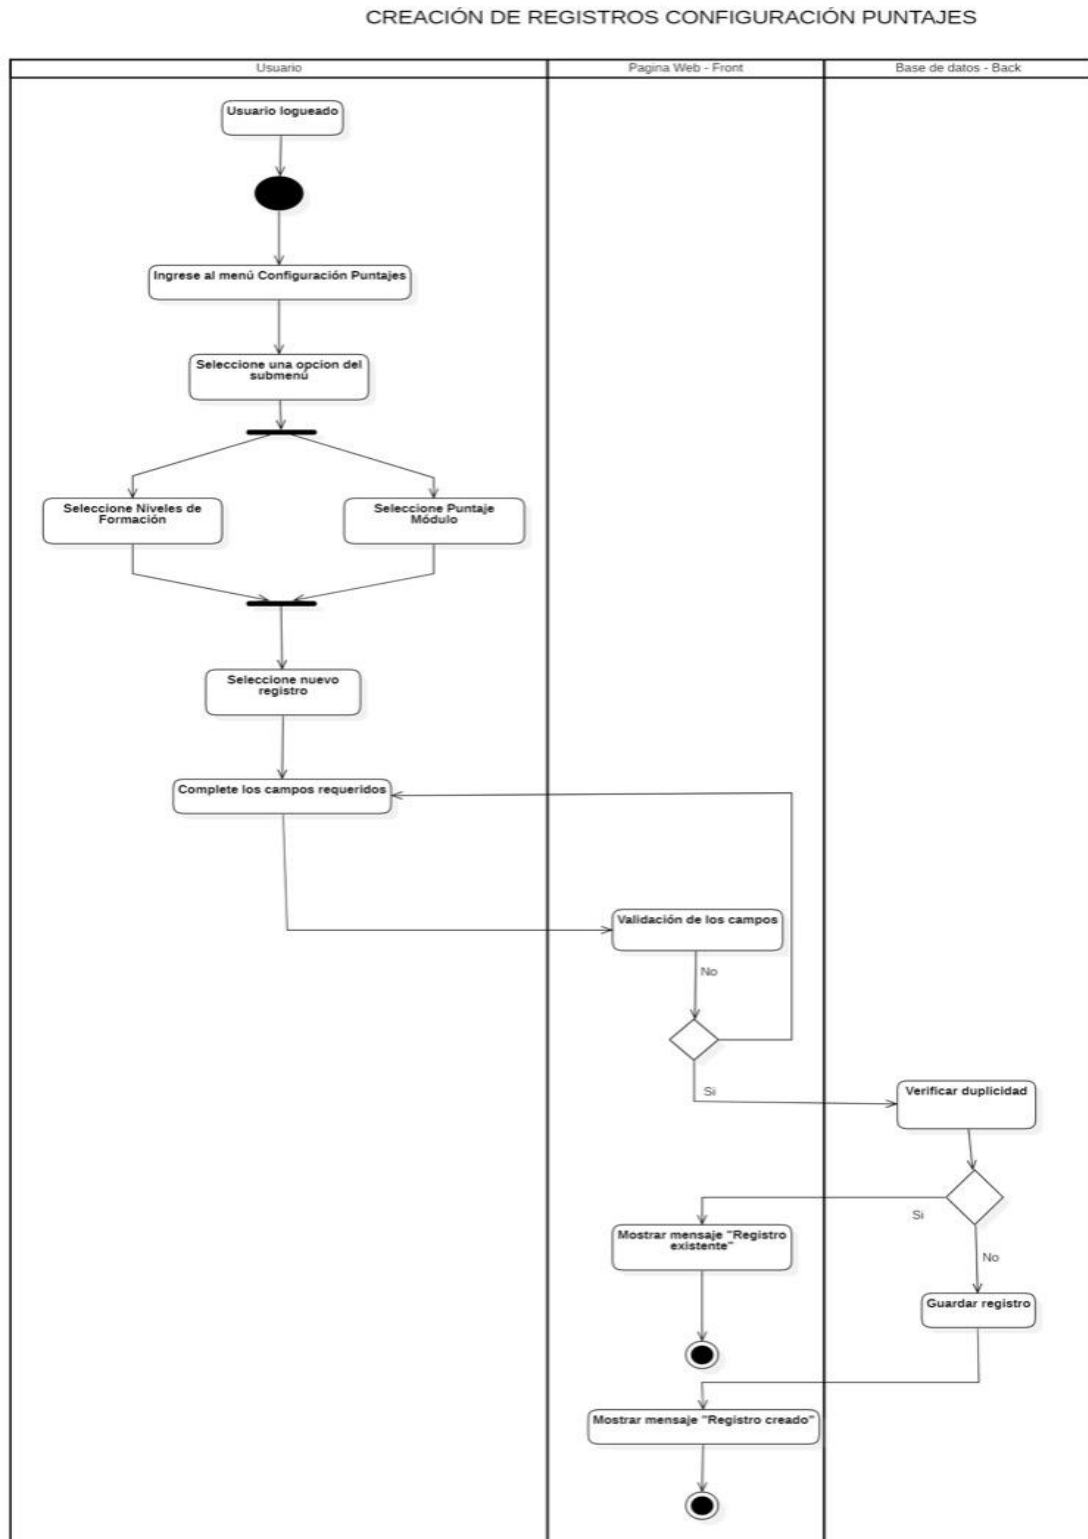 CREACIÓN DE REGISTROS CONFIGURACIÓN PUNTAJES
Usuario
Pagina Web - Front
Base de datos - Back
Usuario logueado
Ingrese al menú Configuración Puntajes
Seleccione una opcion del
submenú
Seleccione Niveles de
Formación
Seleccione Puntaje
Módulo
Seleccione nuevo
registro
Complete los campos requeridos
Validación de los campos
No
Si
Verificar duplicidad
Si
Mostrar mensaje "Registro
existente"
No
Guardar registro
Mostrar mensaje "Registro creado"